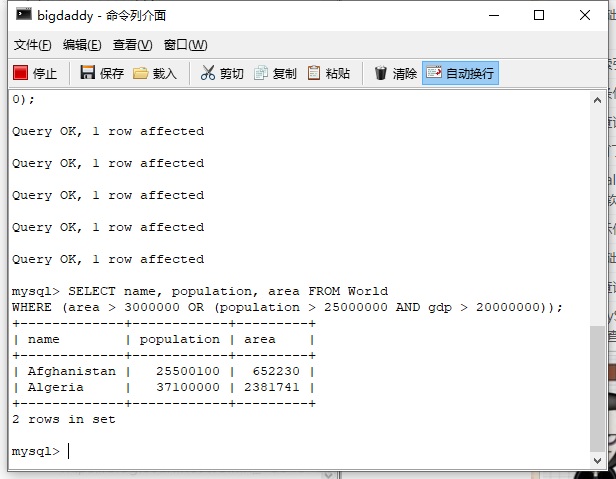 bigdaddy - 命令列介面
文件(F) 编辑(E) 查看(V) 窗口(W)
停止 保存 载入 剪切 复制 粘贴 清除 自动换行
0);
Query OK, 1 row affected
Query OK, 1 row affected
Query OK, 1 row affected
Query OK, 1 row affected
Query OK, 1 row affected
mysql> SELECT name, population, area FROM World
WHERE (area > 3000000 OR (population > 25000000 AND gdp > 20000000));
+-------------+------------+---------+
| name        | population | area    |
+-------------+------------+---------+
| Afghanistan |   25500100 |  652230 |
| Algeria     |   37100000 | 2381741 |
+-------------+------------+---------+
2 rows in set
mysql>